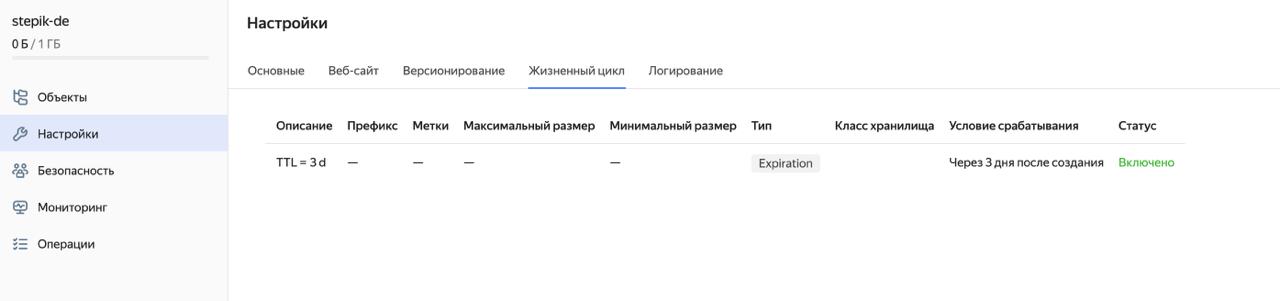 stepik-de
0 Б / 1 ГБ
Объекты
Настройки
Безопасность
Мониторинг
Операции
Настройки
Основные Веб-сайт Версионирование Жизненный цикл Логирование
Описание Префикс Метки Максимальный размер Минимальный размер Тип Класс хранилища Условие срабатывания Статус
TTL = 3 d — — — — Expiration Через 3 дня после создания Включено